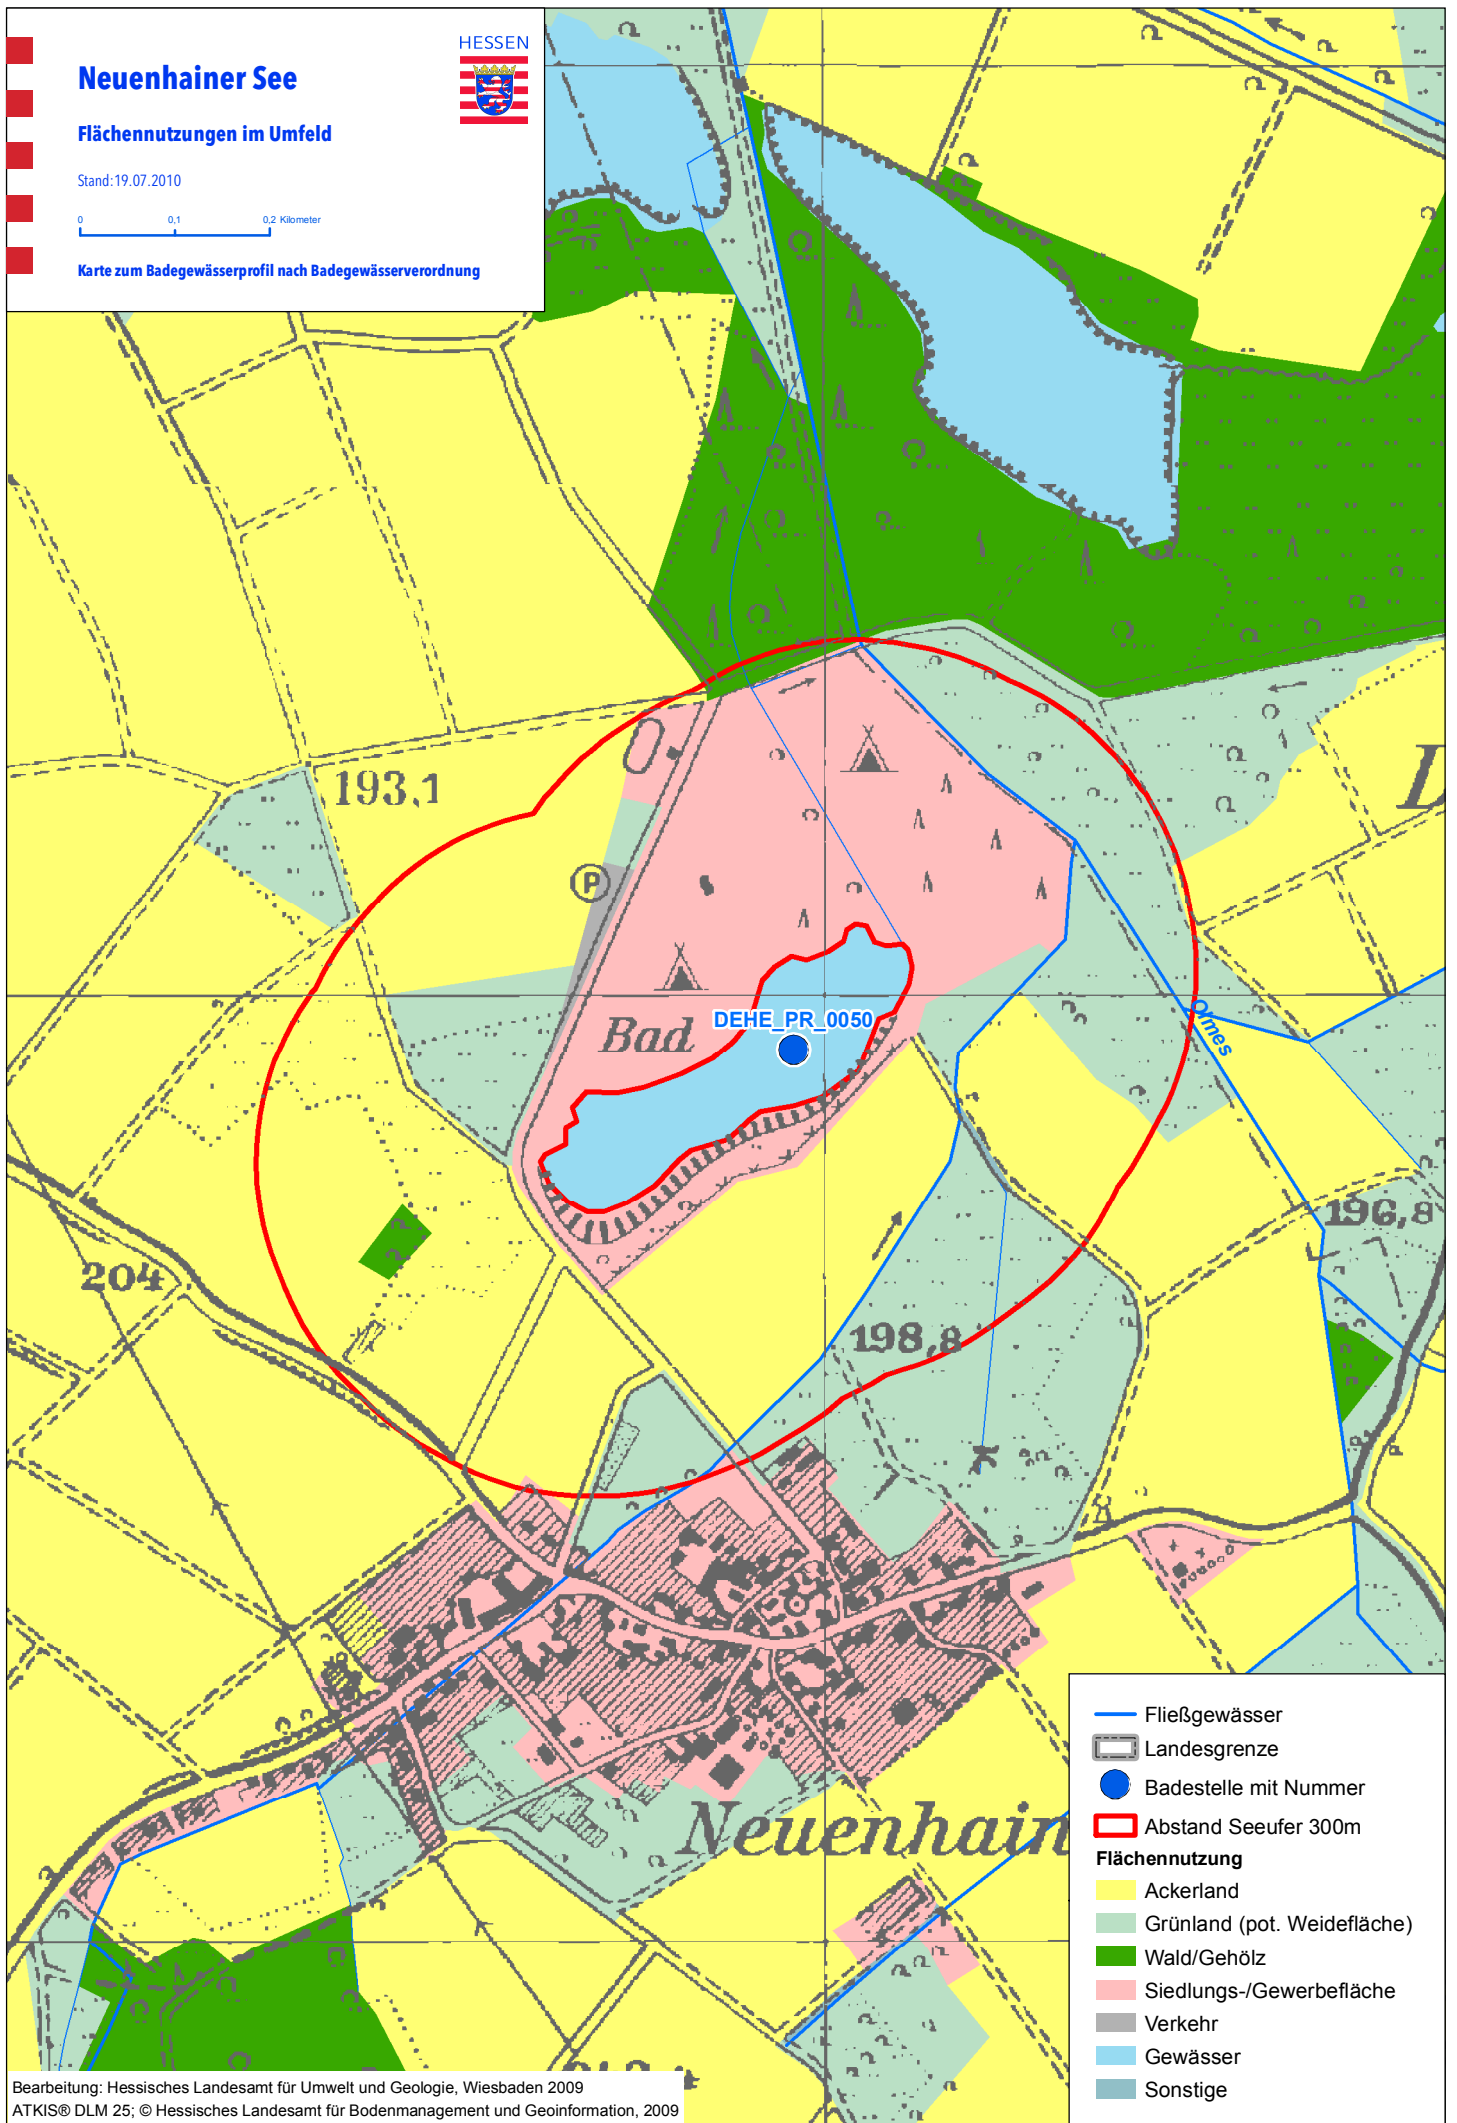 Neuenhainer See
HESSEN
Flächennutzungen im Umfeld
Stand:19.07.2010
0 0,1 0,2 Kilometer
Karte zum Badegewässerprofil nach Badegewässerverordnung
193,1
P
DEHE_PR_0050
Bad
Olmes
196,8
204
198,8
Neuenhain
Fließgewässer
Landesgrenze
Badestelle mit Nummer
Abstand Seeufer 300m
Flächennutzung
Ackerland
Grünland (pot. Weidefläche)
Wald/Gehölz
Siedlungs-/Gewerbefläche
Verkehr
Gewässer
Sonstige
Bearbeitung: Hessisches Landesamt für Umwelt und Geologie, Wiesbaden 2009
ATKIS® DLM 25; © Hessisches Landesamt für Bodenmanagement und Geoinformation, 2009